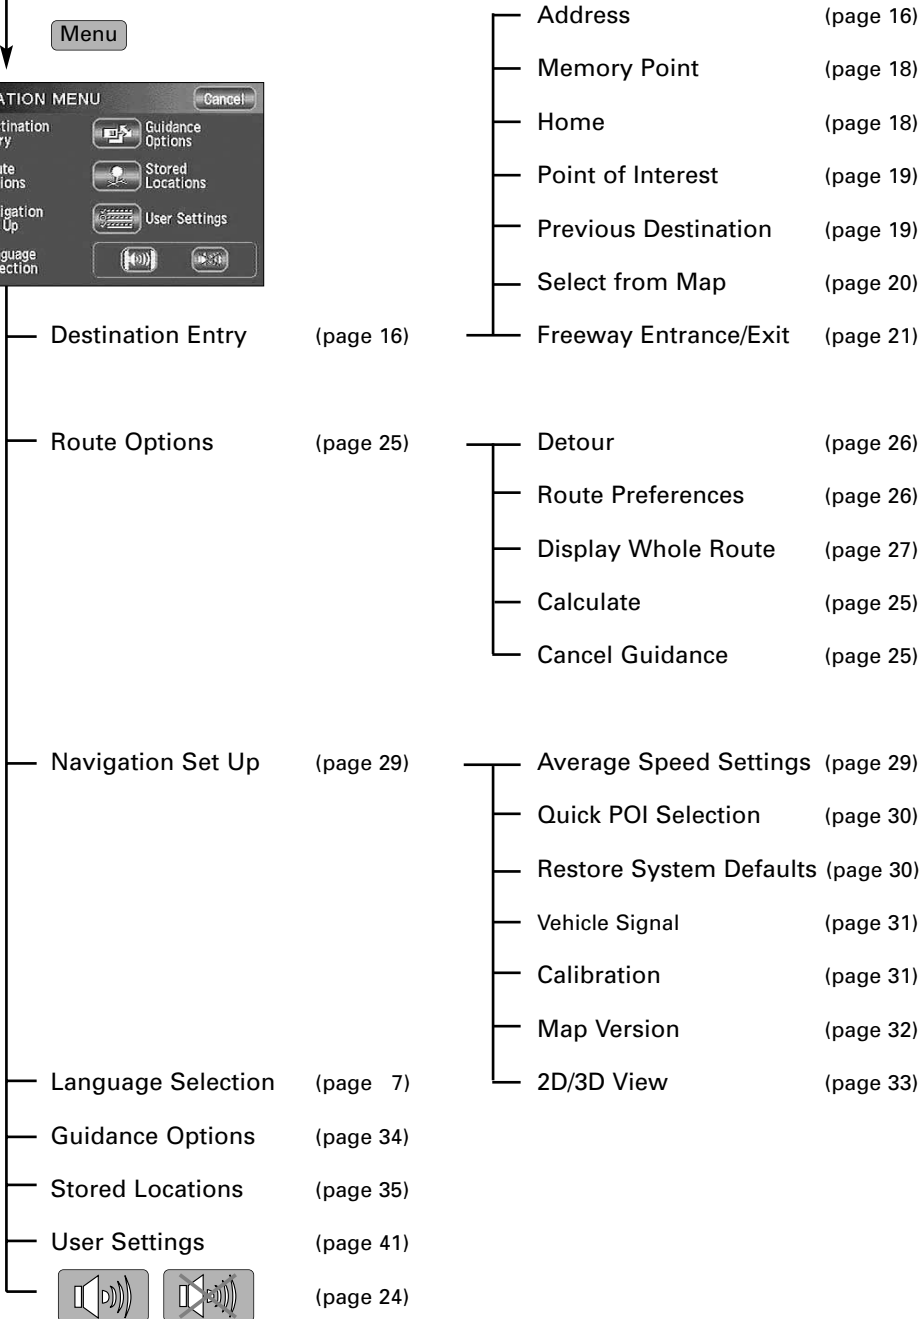 Menu
ATION MENU Cancel
tination
ry
Guidance
Options
ute
ions
Stored
Locations
igation
Up
User Settings
guage
ection
Address (page 16)
Memory Point (page 18)
Home (page 18)
Point of Interest (page 19)
Previous Destination (page 19)
Select from Map (page 20)
Destination Entry (page 16) Freeway Entrance/Exit (page 21)
Route Options (page 25) Detour (page 26)
Route Preferences (page 26)
Display Whole Route (page 27)
Calculate (page 25)
Cancel Guidance (page 25)
Navigation Set Up (page 29) Average Speed Settings (page 29)
Quick POI Selection (page 30)
Restore System Defaults (page 30)
Vehicle Signal (page 31)
Calibration (page 31)
Map Version (page 32)
Language Selection (page 7) 2D/3D View (page 33)
Guidance Options (page 34)
Stored Locations (page 35)
User Settings (page 41)
(page 24)